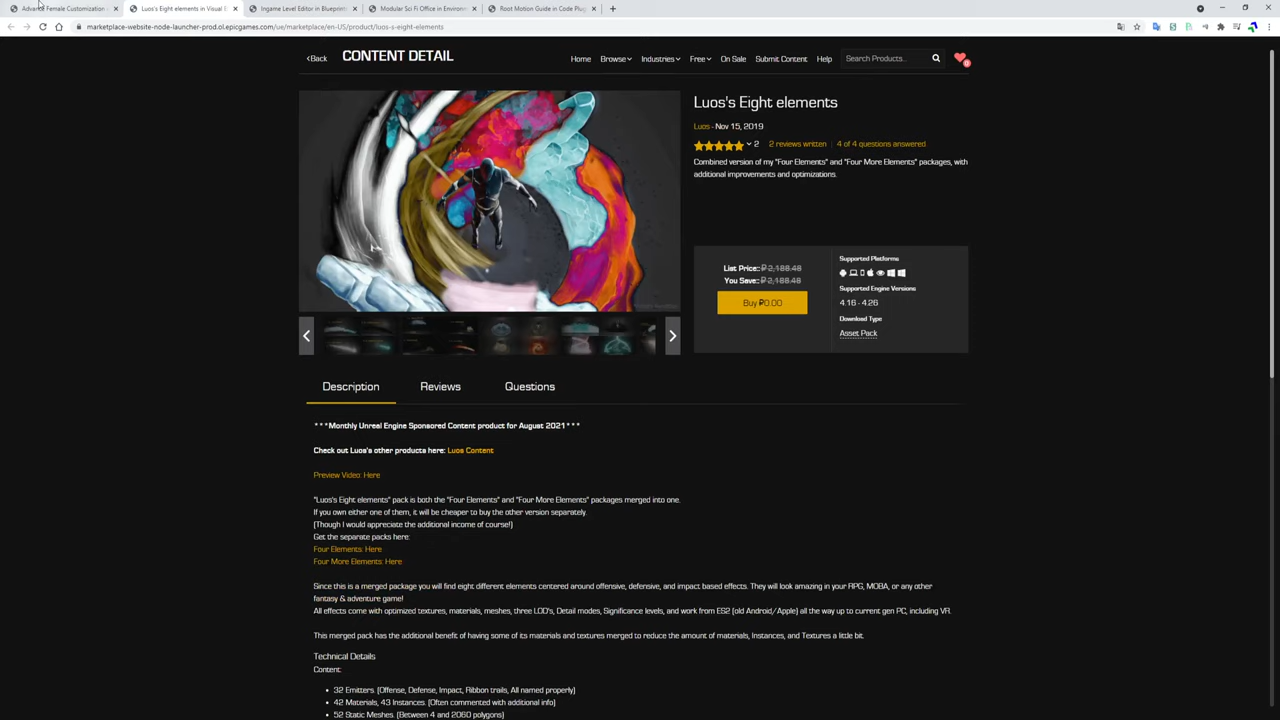 Advanced Female Customization
Luos's Eight elements in Visual E
Ingame Level Editor in Blueprints
Modular Sci Fi Office in Environm
Root Motion Guide in Code Plug
marketplace-website-node-launcher-prod.ol.epicgames.com/ue/marketplace/en-US/product/luos-s-eight-elements
Back
CONTENT DETAIL
Home
Browse
Industries
Free
On Sale
Submit Content
Help
Search Products...
0
Luos's Eight elements
Luos - Nov 15, 2019
2
2 reviews written
4 of 4 questions answered
Combined version of my "Four Elements" and "Four More Elements" packages, with
additional improvements and optimizations.
List Price:: ₽2,188.48
You Save:: ₽2,188.48
Buy ₽0.00
Supported Platforms
Supported Engine Versions
4.16 - 4.26
Download Type
Asset Pack
Description
Reviews
Questions
***Monthly Unreal Engine Sponsored Content product for August 2021***
Check out Luos's other products here: Luos Content
Preview Video: Here
"Luos's Eight elements" pack is both the "Four Elements" and "Four More Elements" packages merged into one.
If you own either one of them, it will be cheaper to buy the other version separately.
(Though I would appreciate the additional income of course!)
Get the separate packs here:
Four Elements: Here
Four More Elements: Here
Since this is a merged package you will find eight different elements centered around offensive, defensive, and impact based effects. They will look amazing in your RPG, MOBA, or any other
fantasy & adventure game!
All effects come with optimized textures, materials, meshes, three LOD's, Detail modes, Significance levels, and work from ES2 (old Android/Apple) all the way up to current gen PC, including VR.
This merged pack has the additional benefit of having some of its materials and textures merged to reduce the amount of materials, Instances, and Textures a little bit.
Technical Details
Content:
• 32 Emitters. (Offense, Defense, Impact, Ribbon trails, All named properly)
• 42 Materials, 43 Instances. (Often commented with additional info)
• 52 Static Meshes. (Between 4 and 2060 polygons)